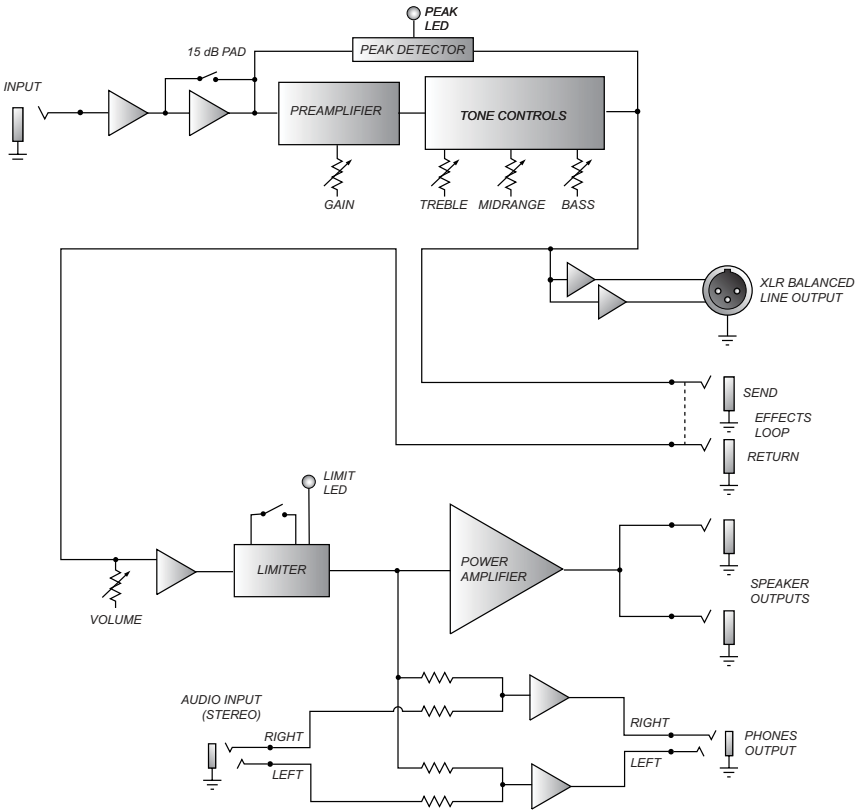 PEAK
LED
15 dB PAD
PEAK DETECTOR
INPUT
PREAMPLIFIER
TONE CONTROLS
GAIN
TREBLE
MIDRANGE
BASS
XLR BALANCED
LINE OUTPUT
SEND
EFFECTS
LOOP
RETURN
LIMIT
LED
LIMITER
POWER
AMPLIFIER
VOLUME
SPEAKER
OUTPUTS
AUDIO INPUT
(STEREO)
RIGHT
LEFT
RIGHT
LEFT
PHONES
OUTPUT